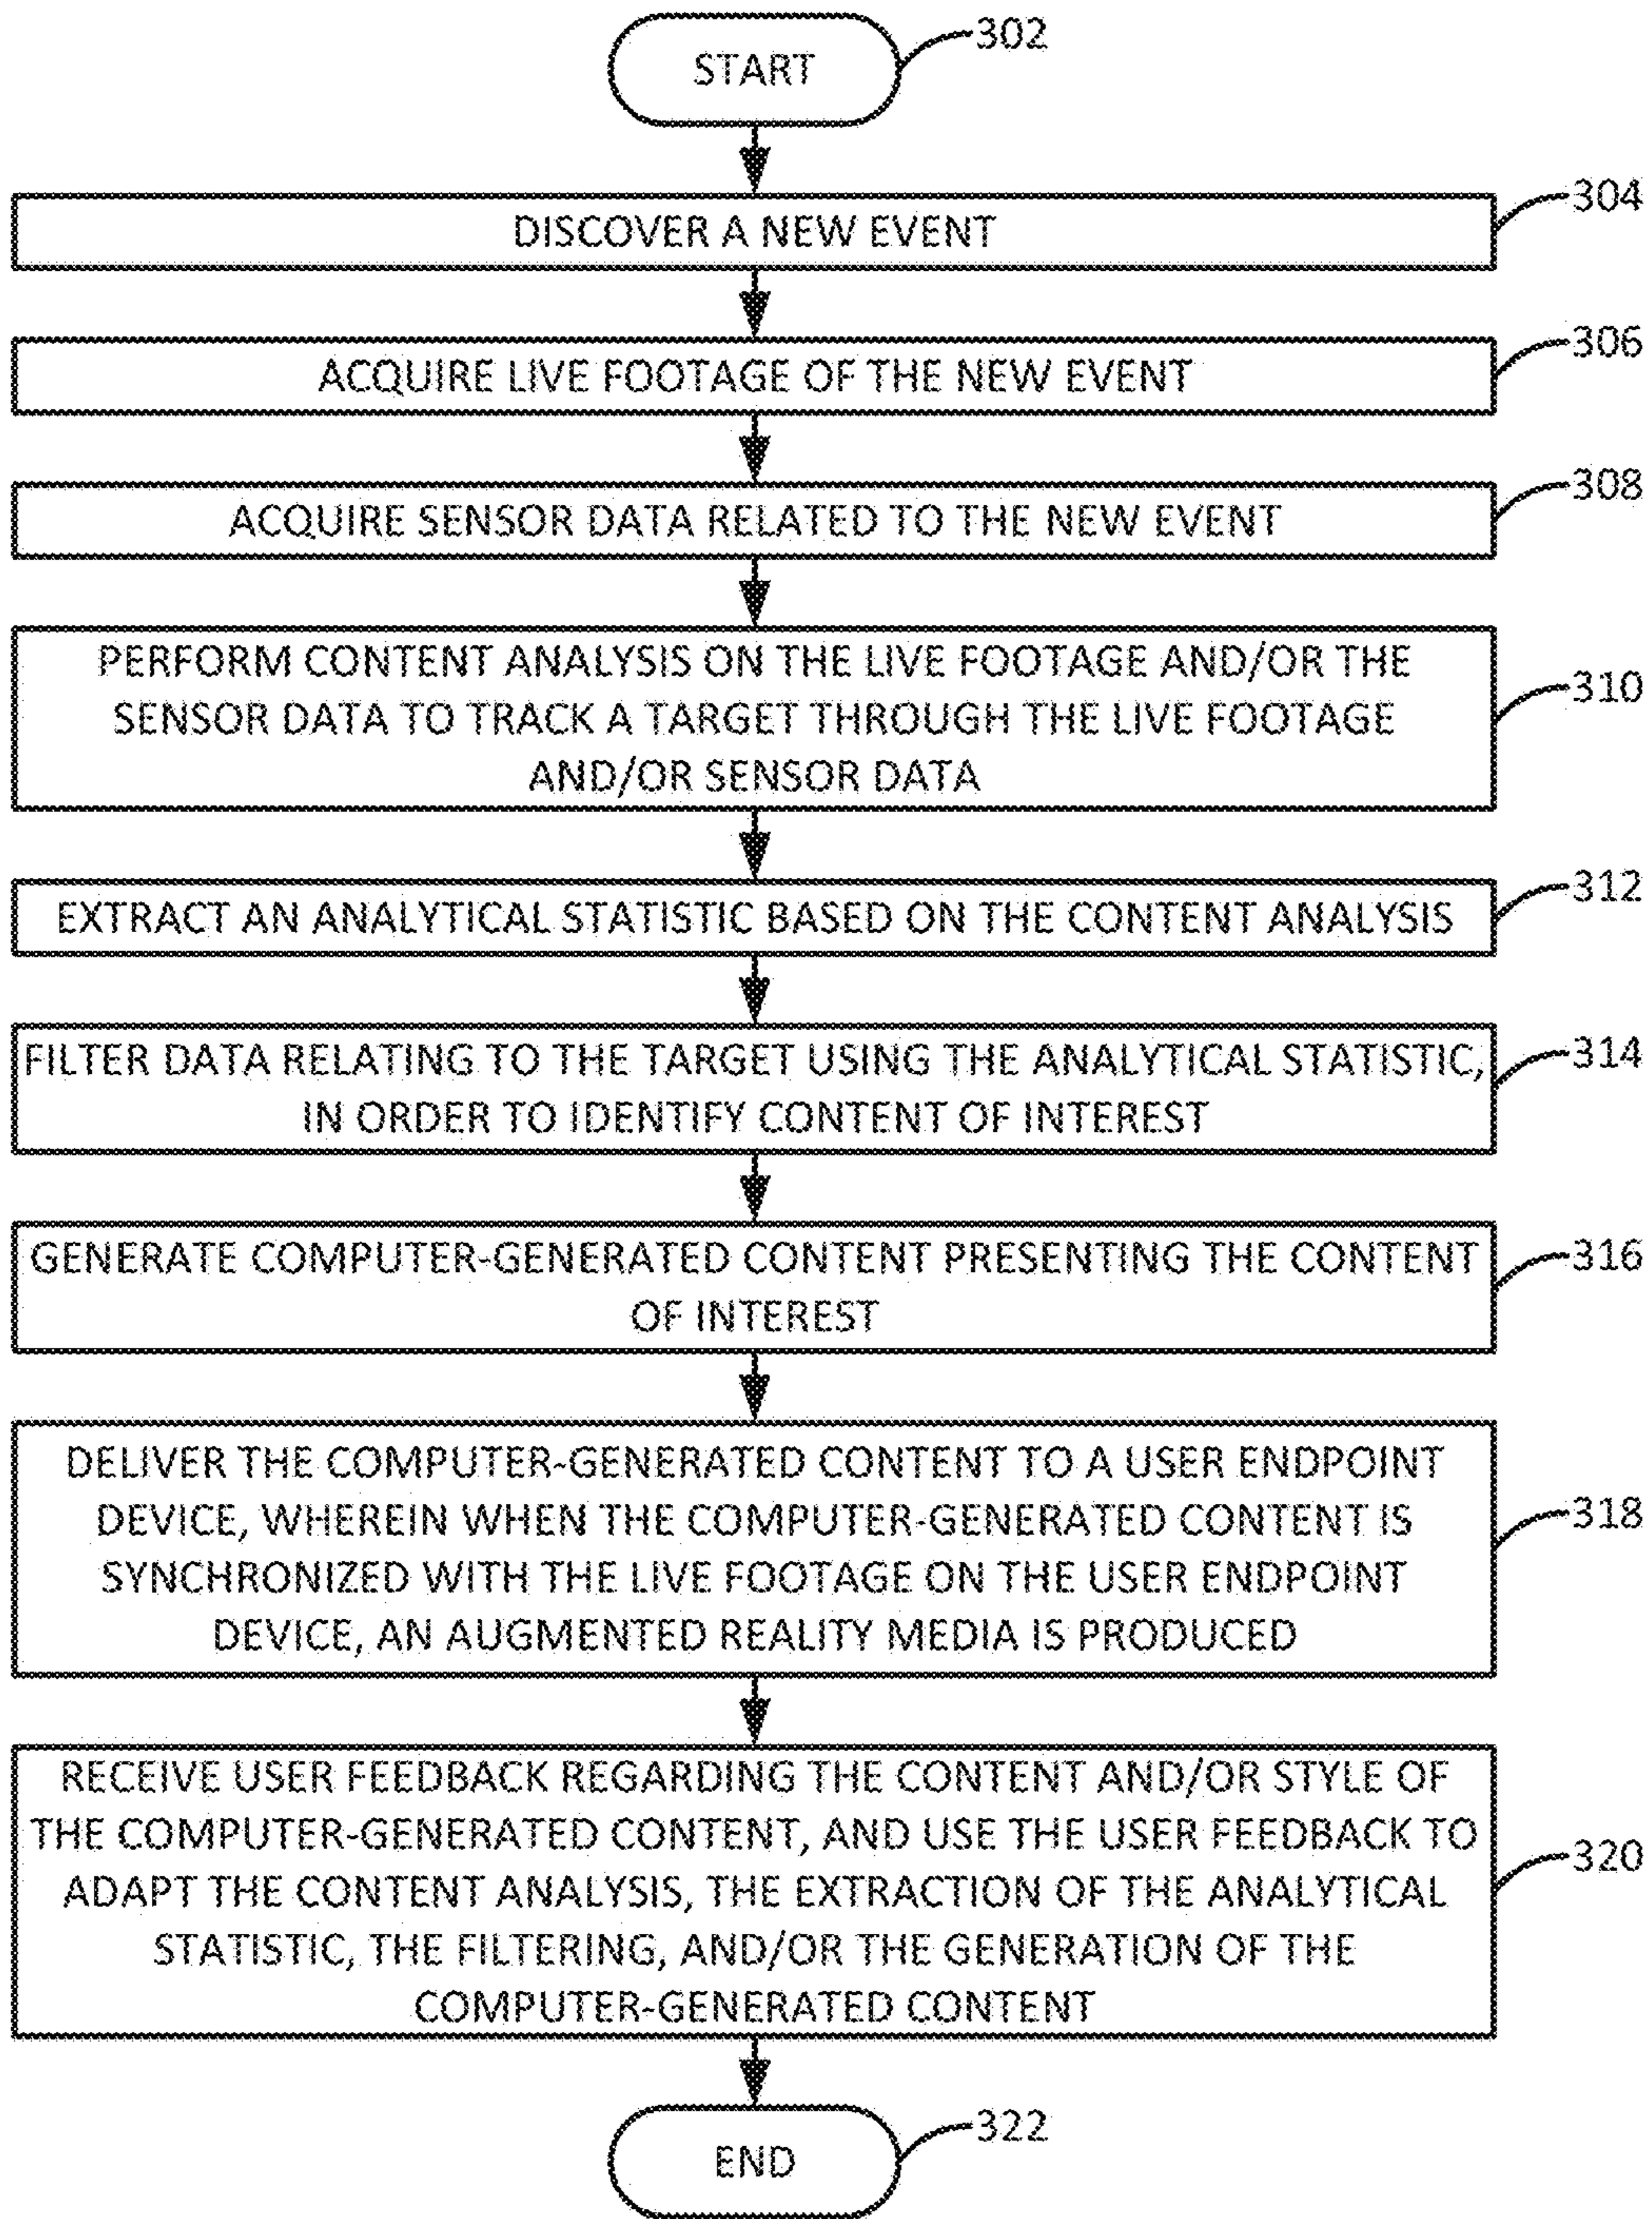 START
302
DISCOVER A NEW EVENT
304
ACQUIRE LIVE FOOTAGE OF THE NEW EVENT
306
ACQUIRE SENSOR DATA RELATED TO THE NEW EVENT
308
PERFORM CONTENT ANALYSIS ON THE LIVE FOOTAGE AND/OR THE
SENSOR DATA TO TRACK A TARGET THROUGH THE LIVE FOOTAGE
AND/OR SENSOR DATA
310
EXTRACT AN ANALYTICAL STATISTIC BASED ON THE CONTENT ANALYSIS
312
FILTER DATA RELATING TO THE TARGET USING THE ANALYTICAL STATISTIC,
IN ORDER TO IDENTIFY CONTENT OF INTEREST
314
GENERATE COMPUTER-GENERATED CONTENT PRESENTING THE CONTENT
OF INTEREST
316
DELIVER THE COMPUTER-GENERATED CONTENT TO A USER ENDPOINT
DEVICE, WHEREIN WHEN THE COMPUTER-GENERATED CONTENT IS
SYNCHRONIZED WITH THE LIVE FOOTAGE ON THE USER ENDPOINT
DEVICE, AN AUGMENTED REALITY MEDIA IS PRODUCED
318
RECEIVE USER FEEDBACK REGARDING THE CONTENT AND/OR STYLE OF
THE COMPUTER-GENERATED CONTENT, AND USE THE USER FEEDBACK TO
ADAPT THE CONTENT ANALYSIS, THE EXTRACTION OF THE ANALYTICAL
STATISTIC, THE FILTERING, AND/OR THE GENERATION OF THE
COMPUTER-GENERATED CONTENT
320
END
322